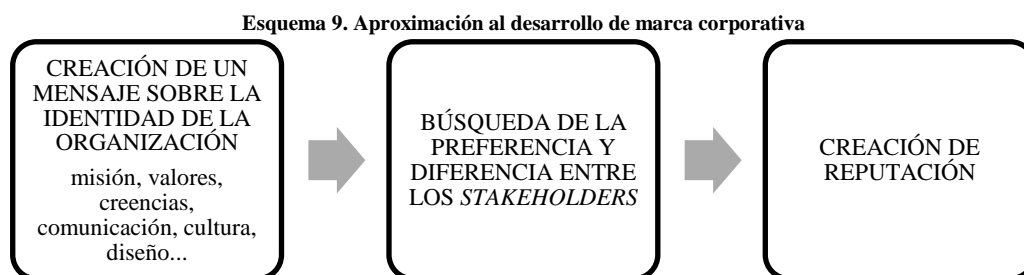 Esquema 9. Aproximación al desarrollo de marca corporativa
CREACIÓN DE UN
MENSAJE SOBRE LA
IDENTIDAD DE LA
ORGANIZACIÓN
misión, valores,
creencias,
comunicación, cultura,
diseño...
BÚSQUEDA DE LA
PREFERENCIA Y
DIFERENCIA ENTRE
LOS STAKEHOLDERS
CREACIÓN DE
REPUTACIÓN